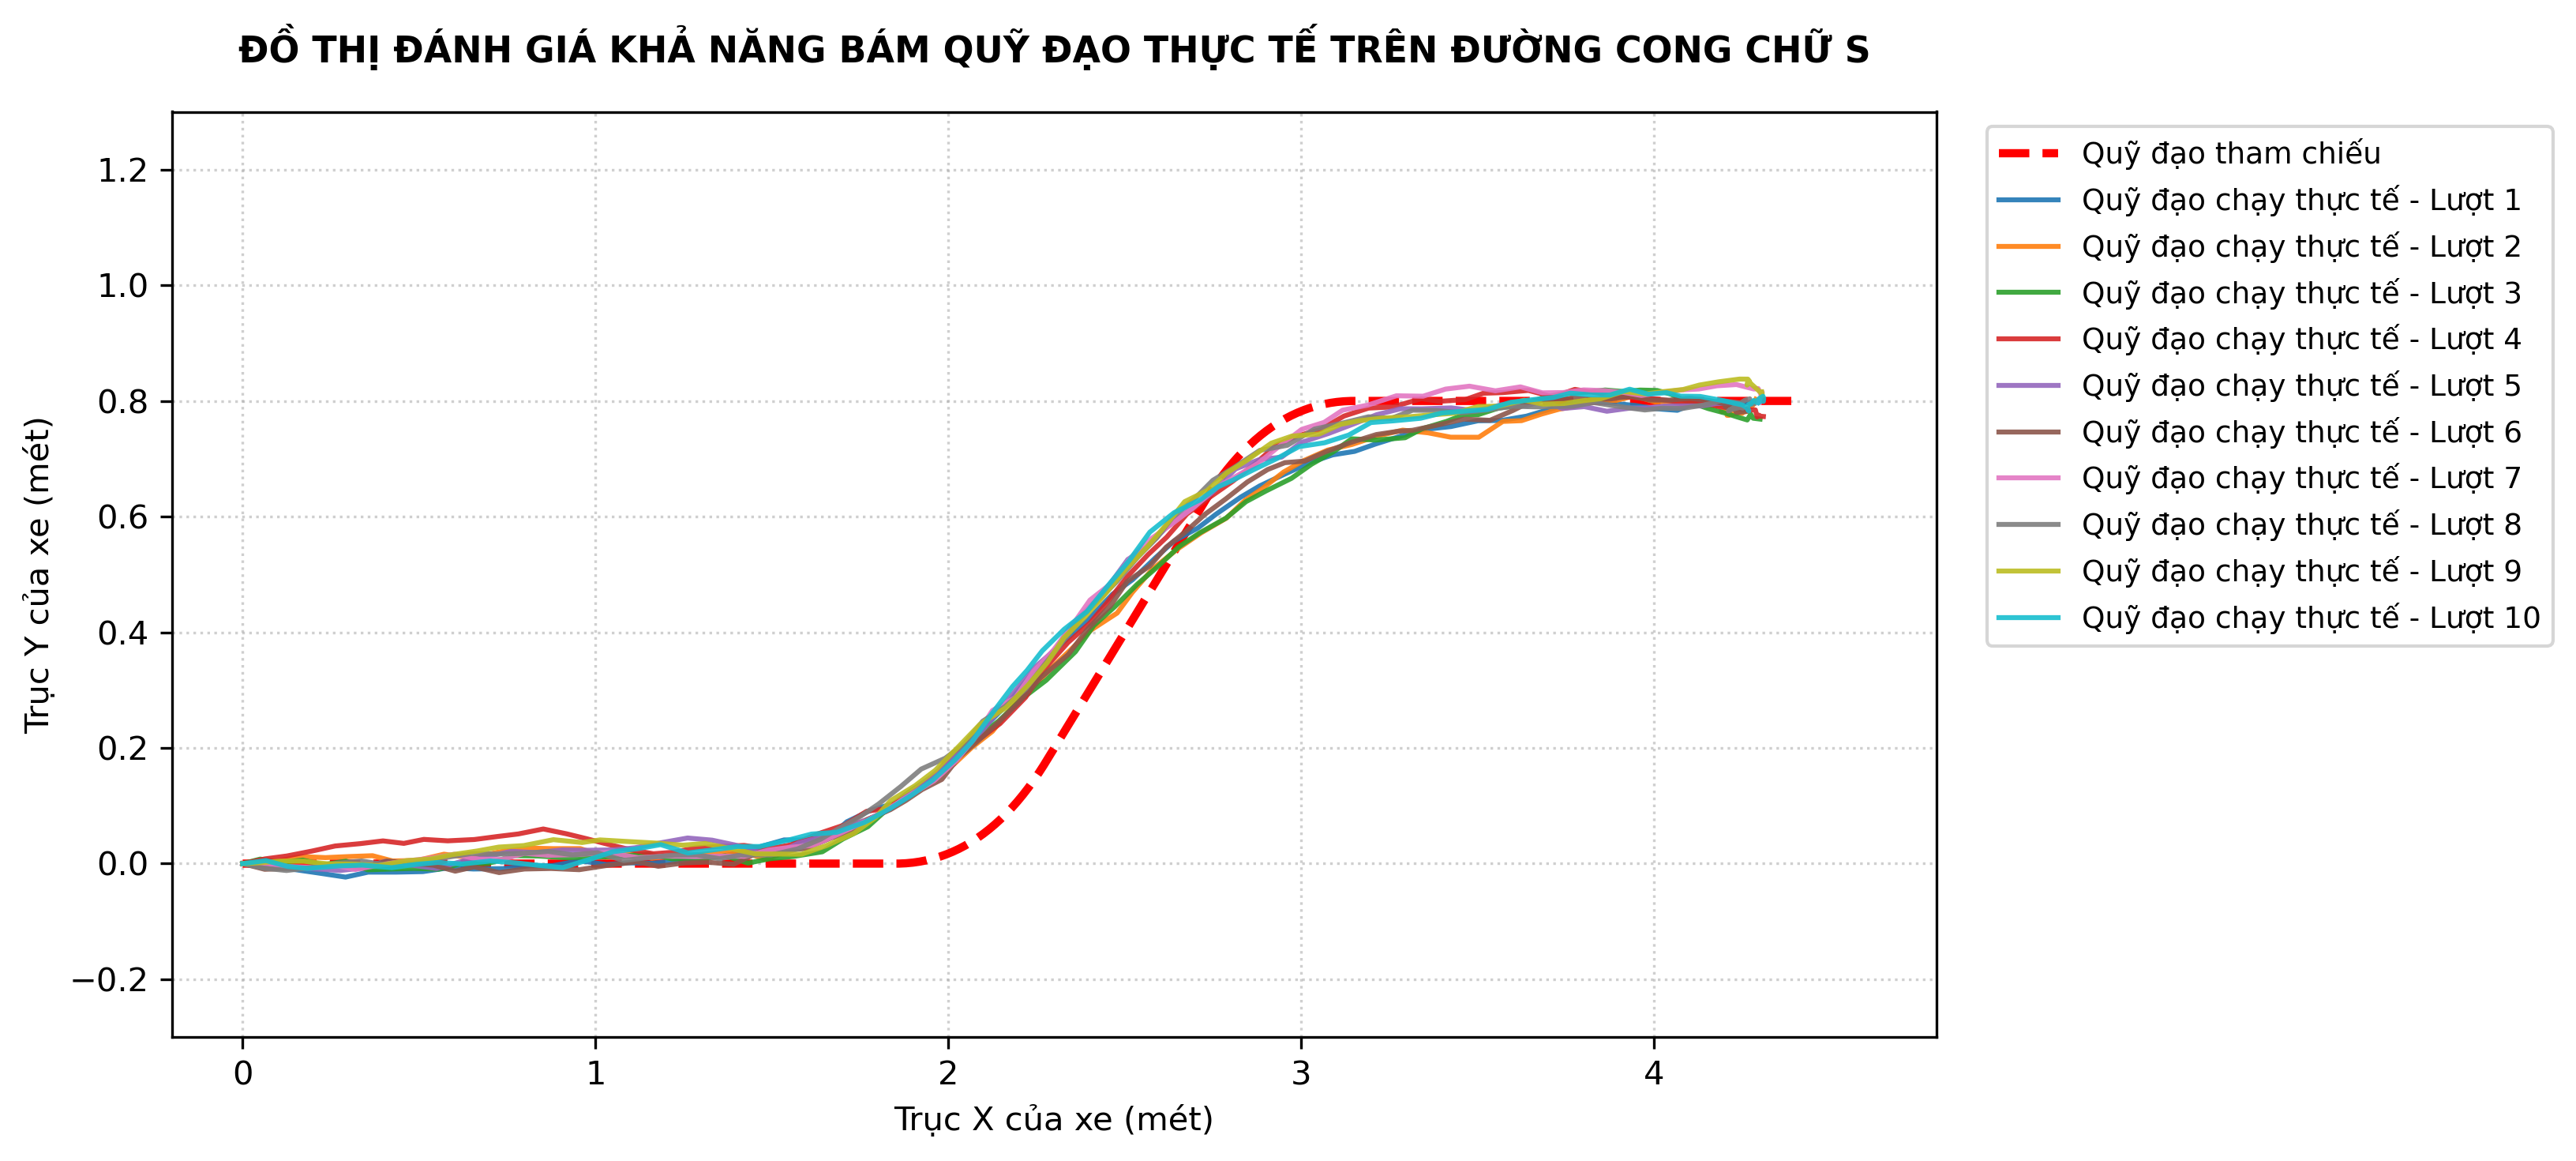 ĐỒ THỊ ĐÁNH GIÁ KHẢ NĂNG BÁM QUỸ ĐẠO THỰC TẾ TRÊN ĐƯỜNG CONG CHỮ S
Trục Y của xe (mét)
1.2
1.0
0.8
0.6
0.4
0.2
0.0
−0.2
0 1 2 3 4
Trục X của xe (mét)
Quỹ đạo tham chiếu
Quỹ đạo chạy thực tế - Lượt 1
Quỹ đạo chạy thực tế - Lượt 2
Quỹ đạo chạy thực tế - Lượt 3
Quỹ đạo chạy thực tế - Lượt 4
Quỹ đạo chạy thực tế - Lượt 5
Quỹ đạo chạy thực tế - Lượt 6
Quỹ đạo chạy thực tế - Lượt 7
Quỹ đạo chạy thực tế - Lượt 8
Quỹ đạo chạy thực tế - Lượt 9
Quỹ đạo chạy thực tế - Lượt 10